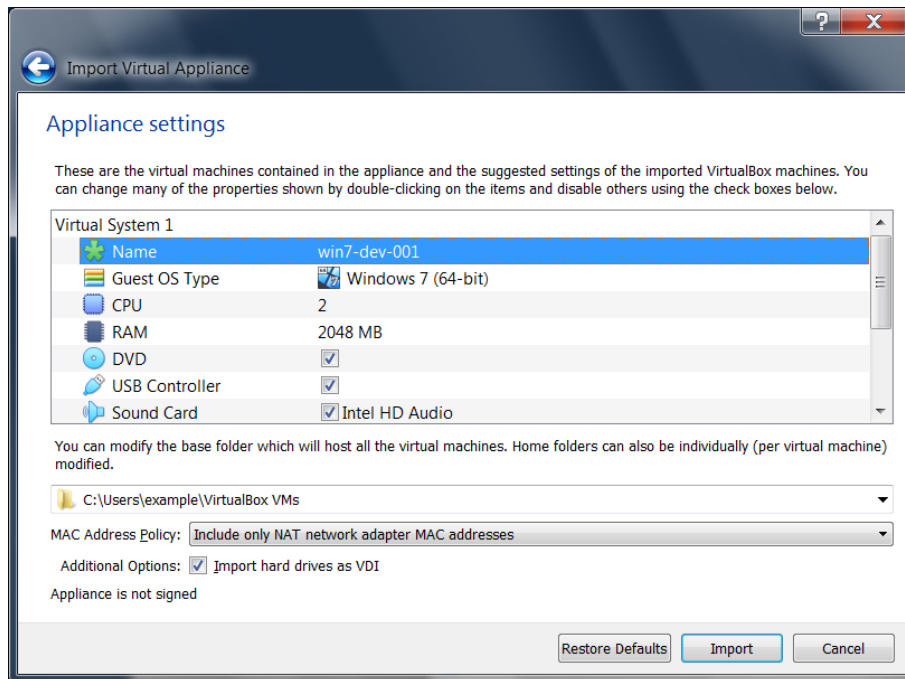 Import Virtual Appliance
Appliance settings
These are the virtual machines contained in the appliance and the suggested settings of the imported VirtualBox machines. You
can change many of the properties shown by double-clicking on the items and disable others using the check boxes below.
Virtual System 1
Name win7-dev-001
Guest OS Type Windows 7 (64-bit)
CPU 2
RAM 2048 MB
DVD
USB Controller
Sound Card Intel HD Audio
You can modify the base folder which will host all the virtual machines. Home folders can also be individually (per virtual machine)
modified.
C:\Users\example\VirtualBox VMs
MAC Address Policy: Include only NAT network adapter MAC addresses
Additional Options: Import hard drives as VDI
Appliance is not signed
Restore Defaults Import Cancel